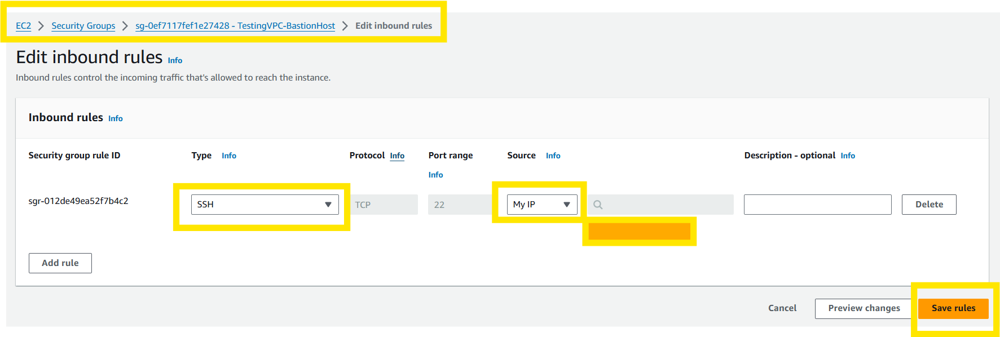 EC2 > Security Groups > sg-0ef7117fef1e27428 - TestingVPC-BastionHost > Edit inbound rules
Edit inbound rules Info
Inbound rules control the incoming traffic that's allowed to reach the instance.
Inbound rules Info
Security group rule ID Type Info Protocol Info Port range Source Info Description - optional Info
Info
sgr-012de49ea52f7b4c2 SSH TCP 22 My IP Delete
Add rule
Cancel Preview changes Save rules